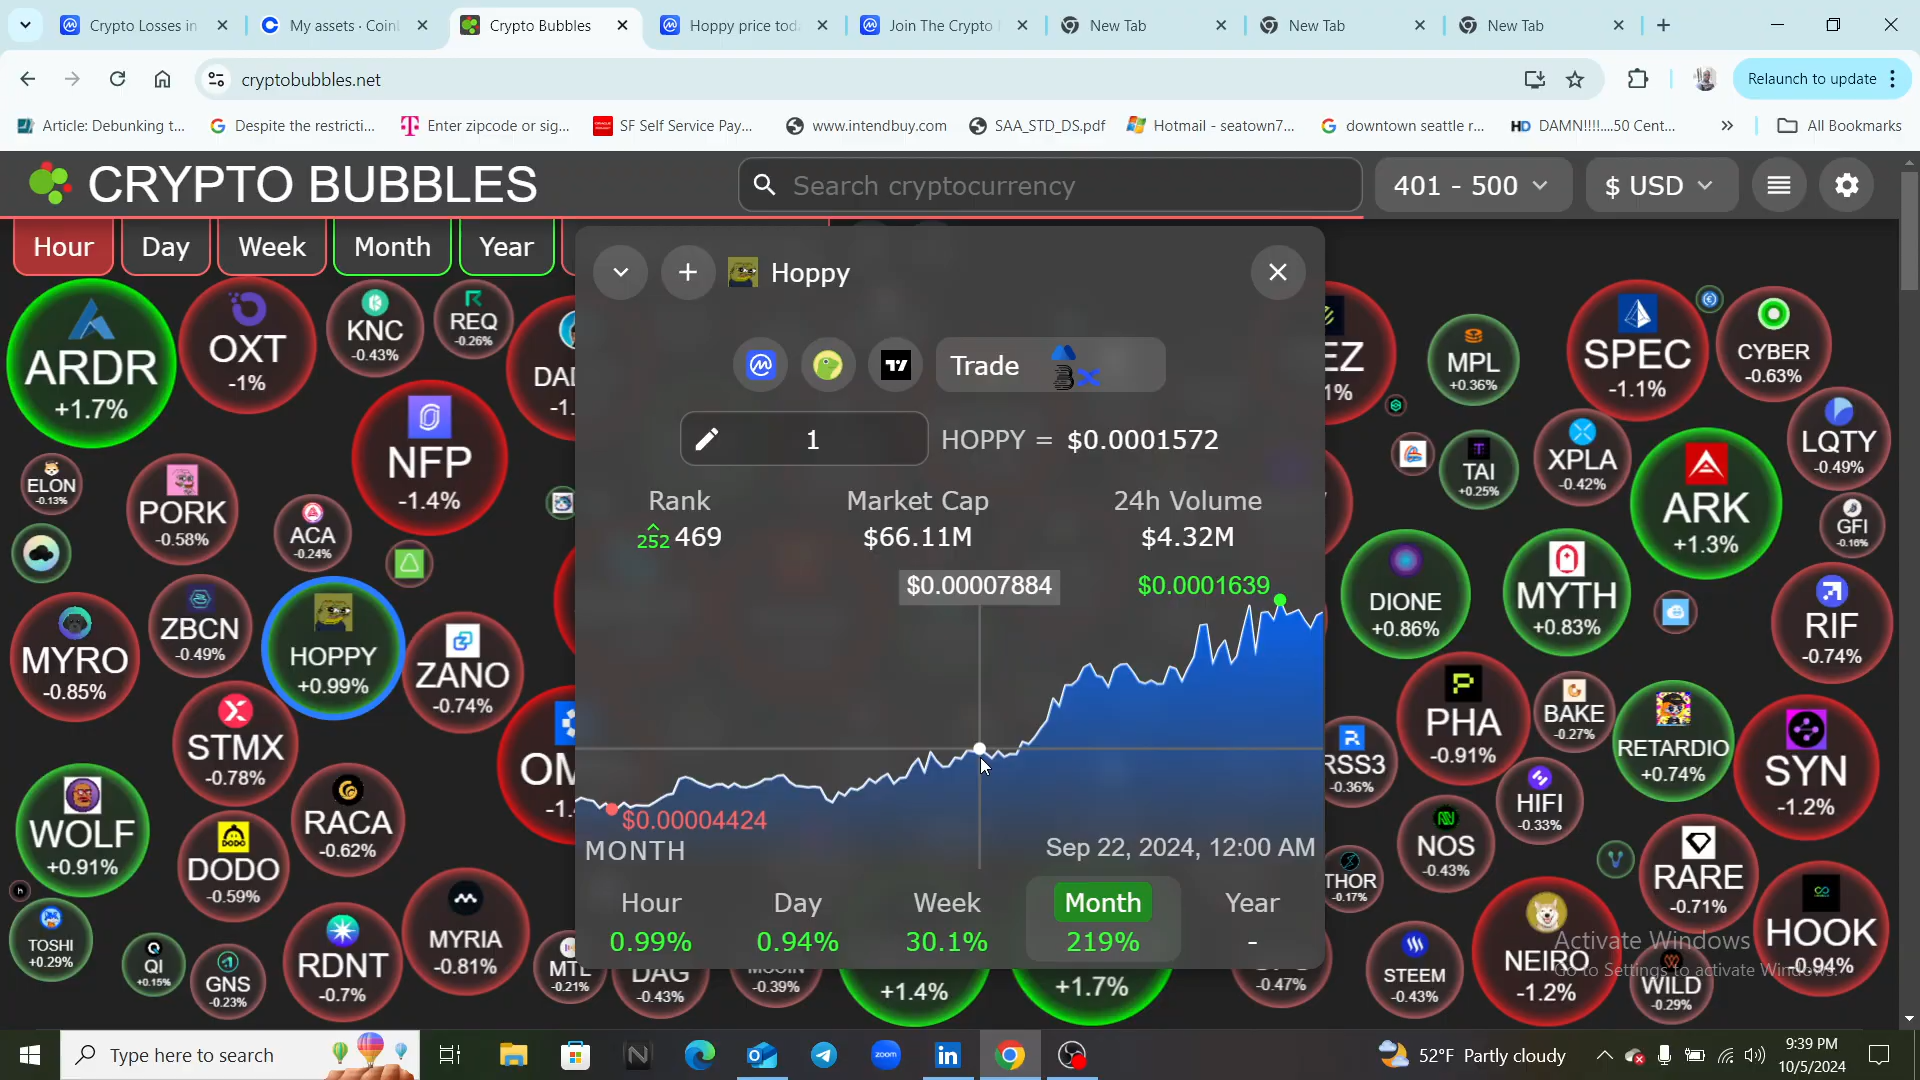 Crypto Losses in
My assets · Coin
Crypto Bubbles
Hoppy price tod
Join The Crypto
New Tab
New Tab
New Tab
cryptobubbles.net
Relaunch to update
Article: Debunking t...
Despite the restricti...
Enter zipcode or sig...
SF Self Service Pay...
www.intendbuy.com
SAA_STD_DS.pdf
Hotmail - seatown7...
downtown seattle r...
HD DAMN!!!!....50 Cent...
All Bookmarks
CRYPTO BUBBLES
Search cryptocurrency
401 - 500
$ USD
Hour
Day
Week
Month
Year
Hoppy
Trade
1
HOPPY = $0.0001572
Rank
Market Cap
24h Volume
252 469
$66.11M
$4.32M
$0.00007884
$0.0001639
$0.00004424
MONTH
Sep 22, 2024, 12:00 AM
Hour
Day
Week
Month
Year
0.99%
0.94%
30.1%
219%
-
ARDR
+1.7%
OXT
-1%
KNC
-0.43%
REQ
-0.26%
NFP
-1.4%
ELON
-0.13%
PORK
-0.58%
ACA
-0.24%
MYRO
-0.85%
ZBCN
-0.49%
HOPPY
+0.99%
ZANO
-0.74%
STMX
-0.78%
WOLF
+0.91%
RACA
-0.62%
DODO
-0.59%
TOSHI
+0.29%
QI
+0.15%
GNS
-0.23%
RDNT
-0.7%
MYRIA
-0.81%
MTL
-0.21%
DAG
-0.43%
-0.39%
+1.4%
+1.7%
-0.47%
MPL
+0.36%
SPEC
-1.1%
CYBER
-0.63%
TAI
+0.25%
XPLA
-0.42%
LQTY
-0.49%
ARK
+1.3%
GFI
-0.16%
DIONE
+0.86%
MYTH
+0.83%
RIF
-0.74%
PHA
-0.91%
BAKE
-0.27%
RETARDIO
+0.74%
SYN
-1.2%
RSS3
-0.36%
HIFI
-0.33%
NOS
-0.43%
THOR
-0.17%
RARE
-0.71%
HOOK
-0.94%
STEEM
-0.43%
NEIRO
-1.2%
WILD
-0.29%
Activate Windows
Go to Settings to activate Windows.
Type here to search
zoom
52°F Partly cloudy
9:39 PM
10/5/2024